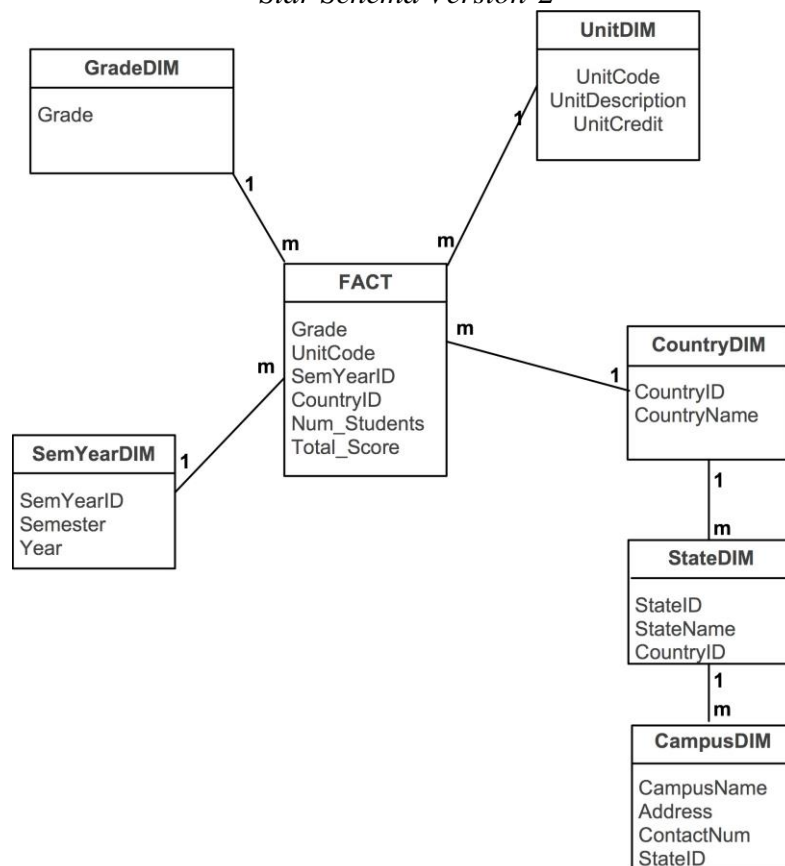 Star Schema Version-2
UnitDIM
UnitCode
UnitDescription
UnitCredit
GradeDIM
Grade
1
1
m
m
FACT
Grade
UnitCode
SemYearID
CountryID
Num_Students
Total_Score
m
1
m
1
CountryDIM
CountryID
CountryName
SemYearDIM
SemYearID
Semester
Year
1
m
StateDIM
StateID
StateName
CountryID
1
m
CampusDIM
CampusName
Address
ContactNum
StateID